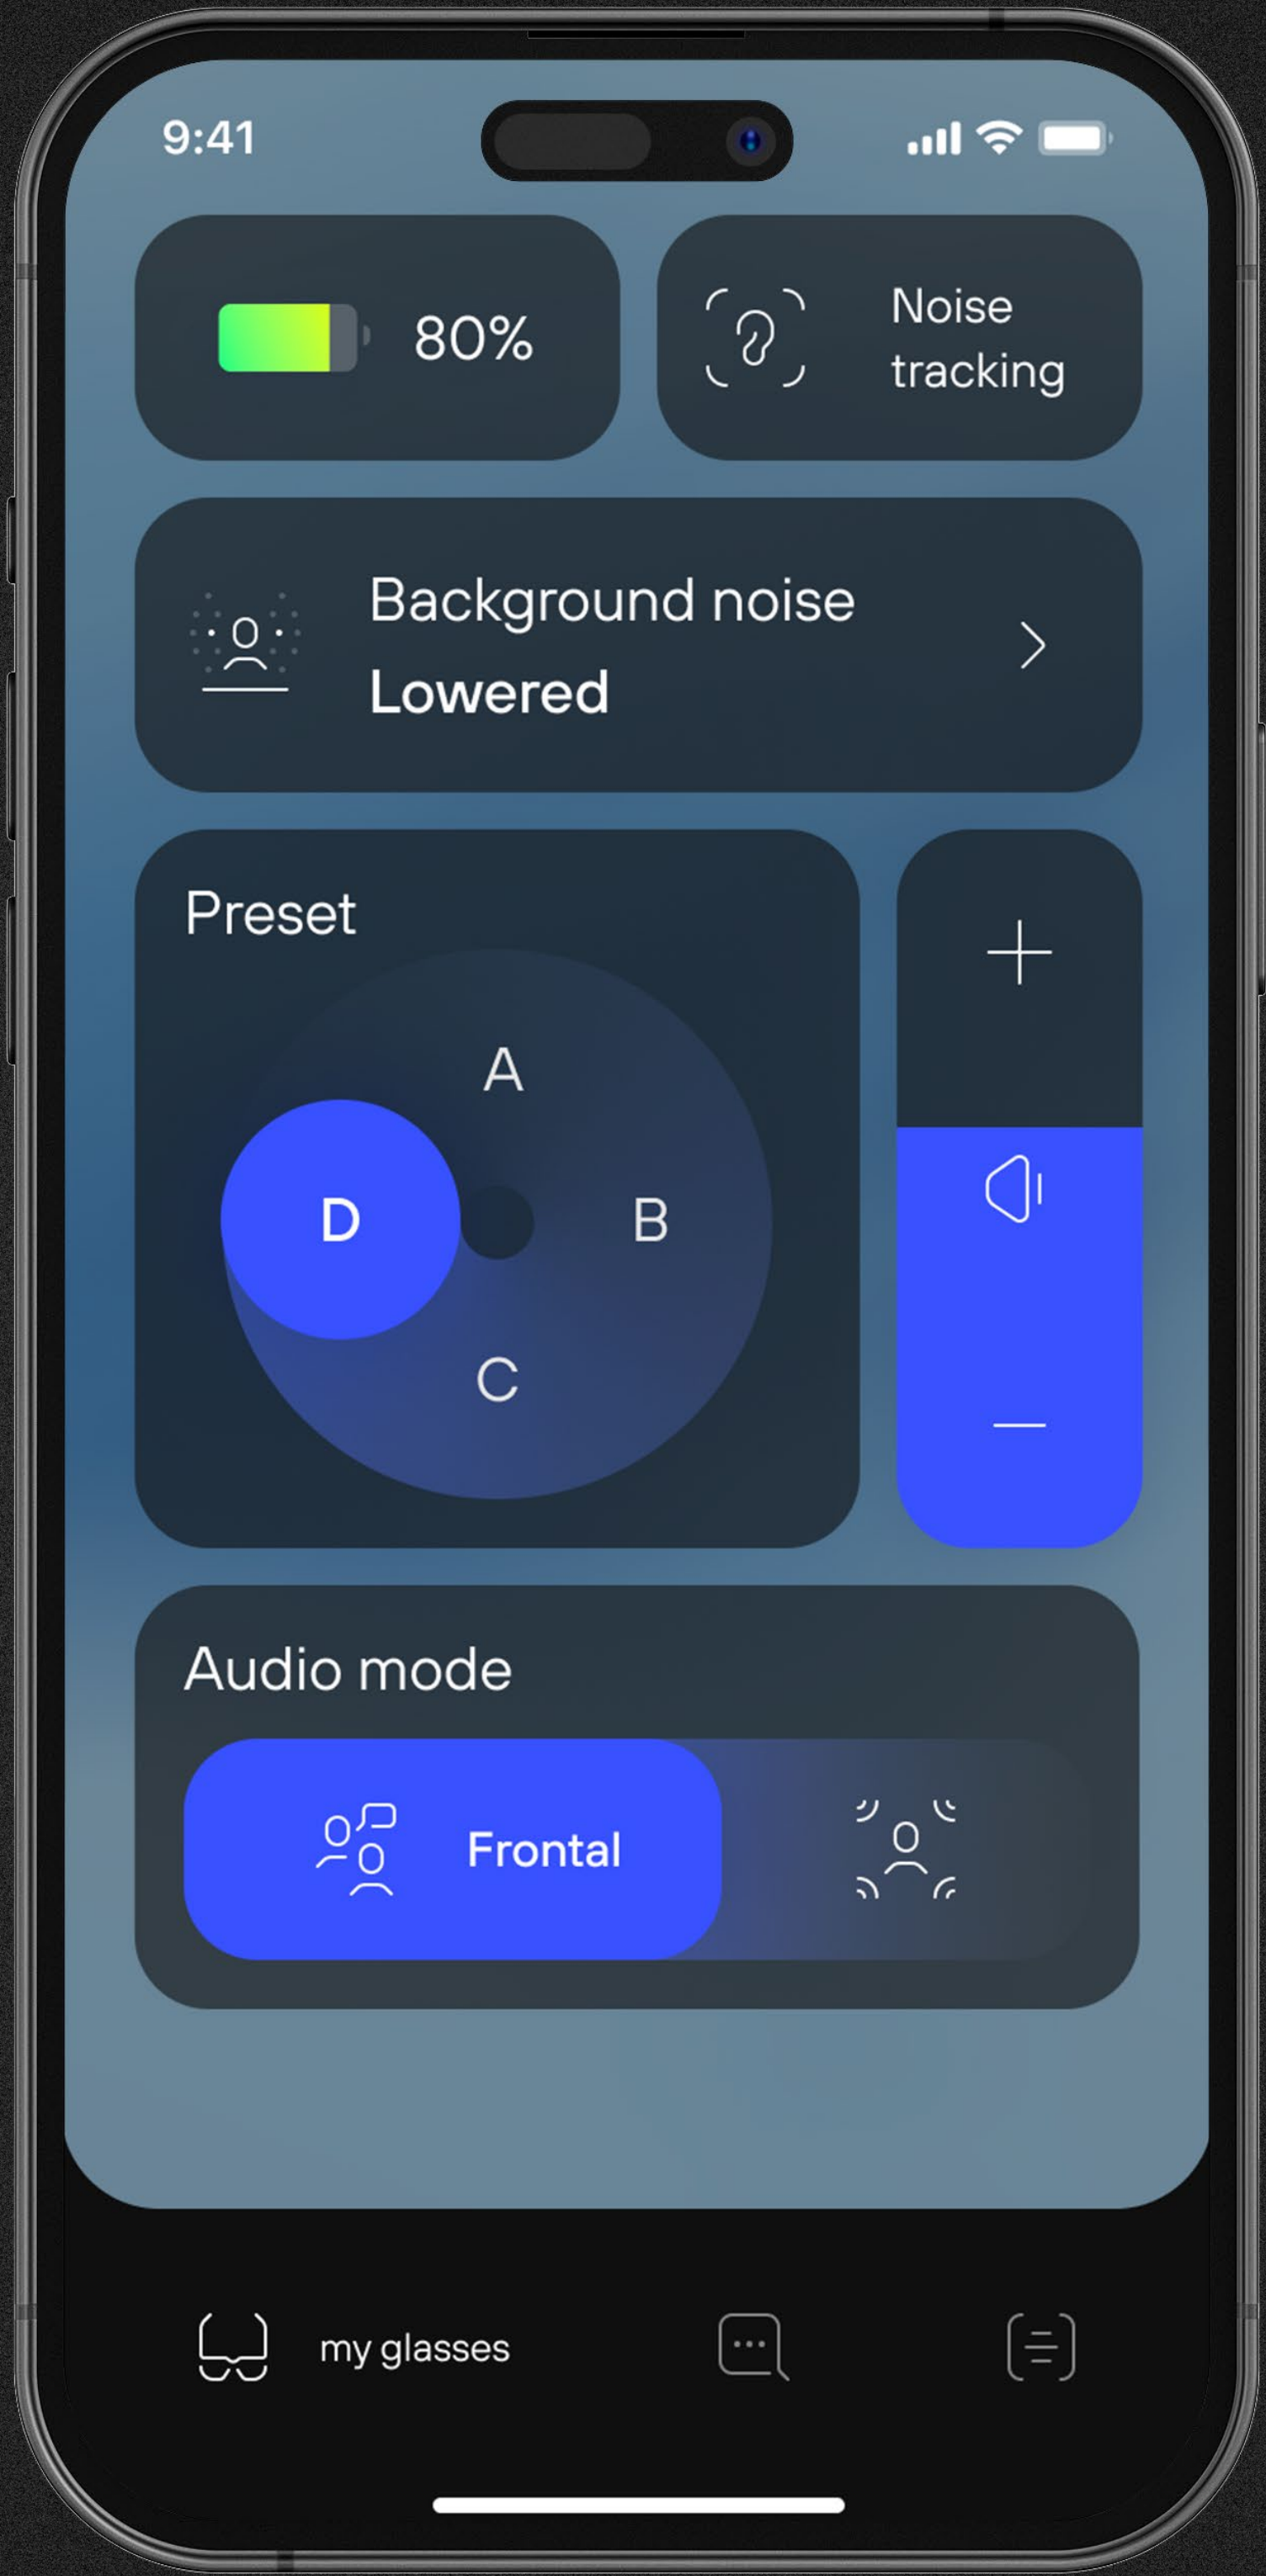 9:41
80%
Noise
tracking
Background noise
Lowered
Preset
A
D
B
C
Audio mode
Frontal
my glasses